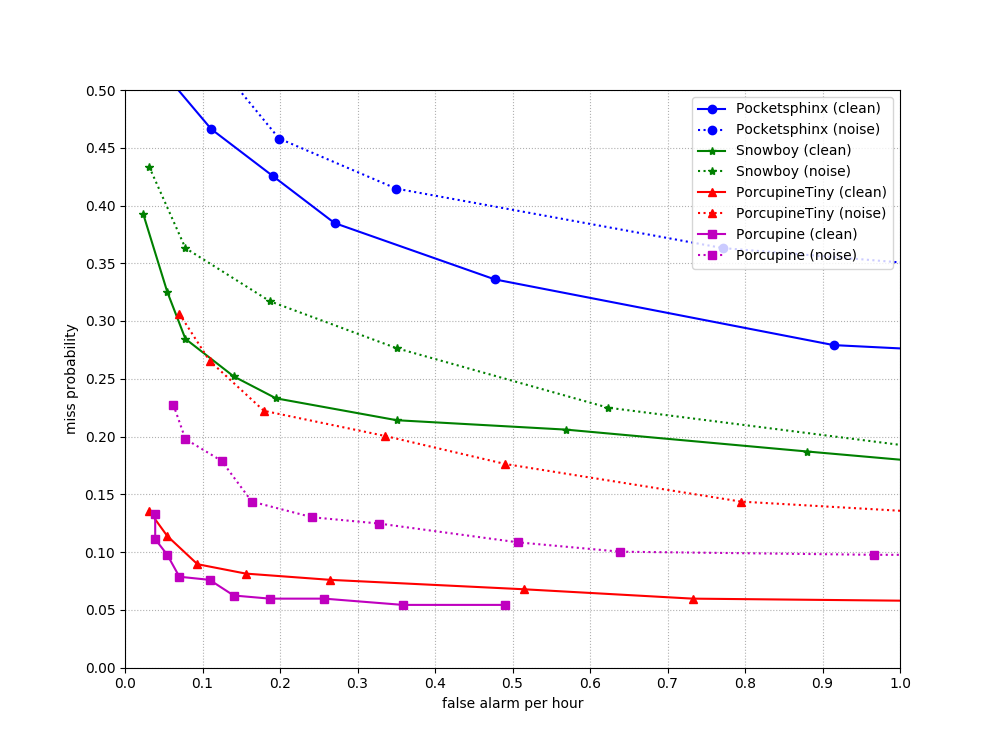 0.50
0.45
0.40
0.35
0.30
0.25
0.20
0.15
0.10
0.05
0.00
miss probability
Pocketsphinx (clean)
Pocketsphinx (noise)
Snowboy (clean)
Snowboy (noise)
PorcupineTiny (clean)
PorcupineTiny (noise)
Porcupine (clean)
Porcupine (noise)
0.0 0.1 0.2 0.3 0.4 0.5 0.6 0.7 0.8 0.9 1.0
false alarm per hour